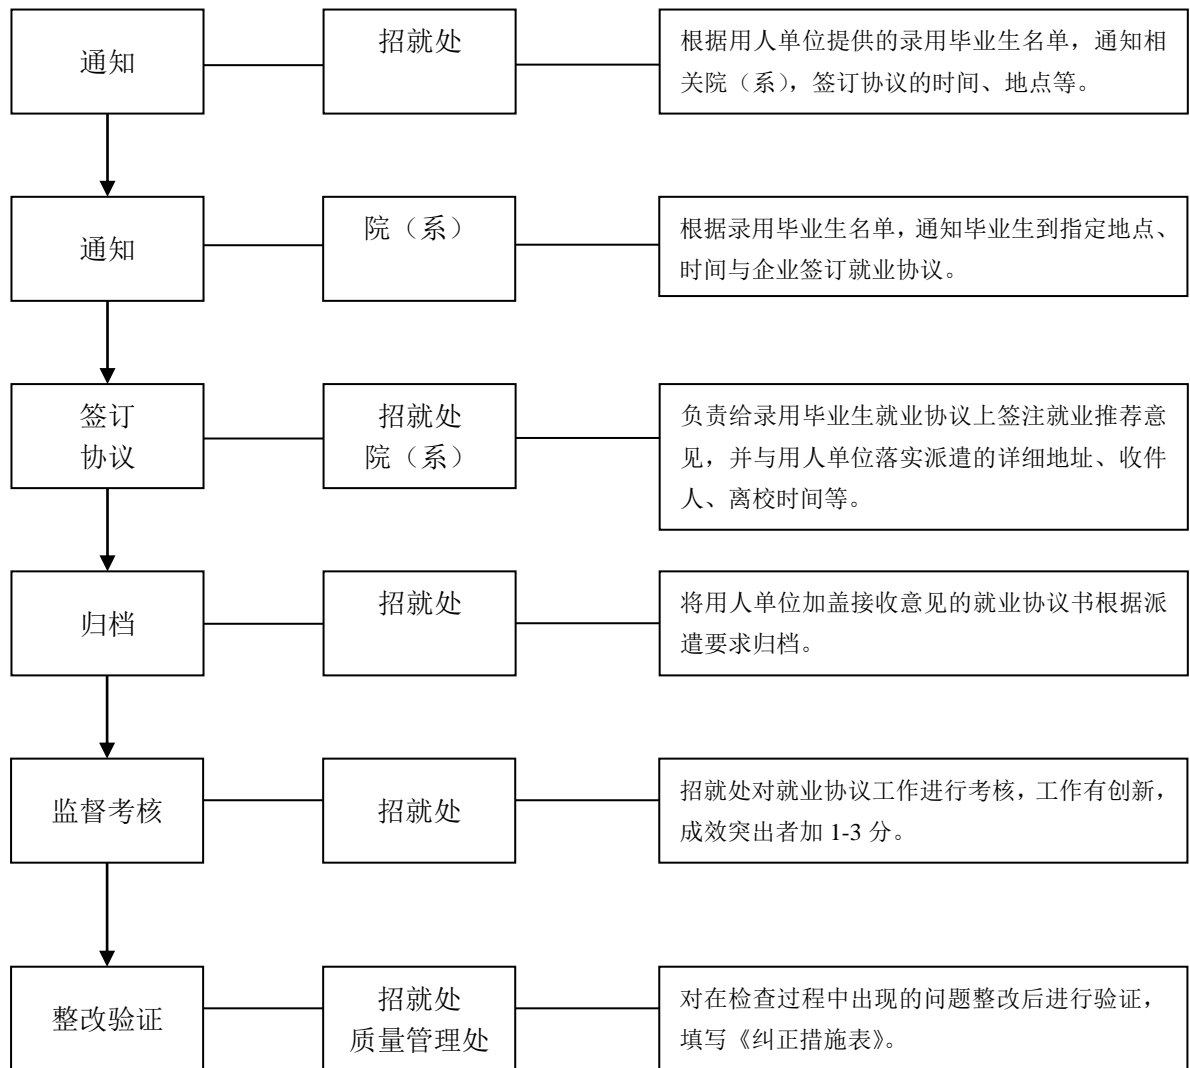 通知
招就处
根据用人单位提供的录用毕业生名单，通知相
关院（系），签订协议的时间、地点等。
通知
院（系）
根据录用毕业生名单，通知毕业生到指定地点、
时间与企业签订就业协议。
签订
协议
招就处
院（系）
负责给录用毕业生就业协议上签注就业推荐意
见，并与用人单位落实派遣的详细地址、收件
人、离校时间等。
归档
招就处
将用人单位加盖接收意见的就业协议书根据派
遣要求归档。
监督考核
招就处
招就处对就业协议工作进行考核，工作有创新，
成效突出者加 1-3 分。
整改验证
招就处
质量管理处
对在检查过程中出现的问题整改后进行验证，
填写《纠正措施表》。